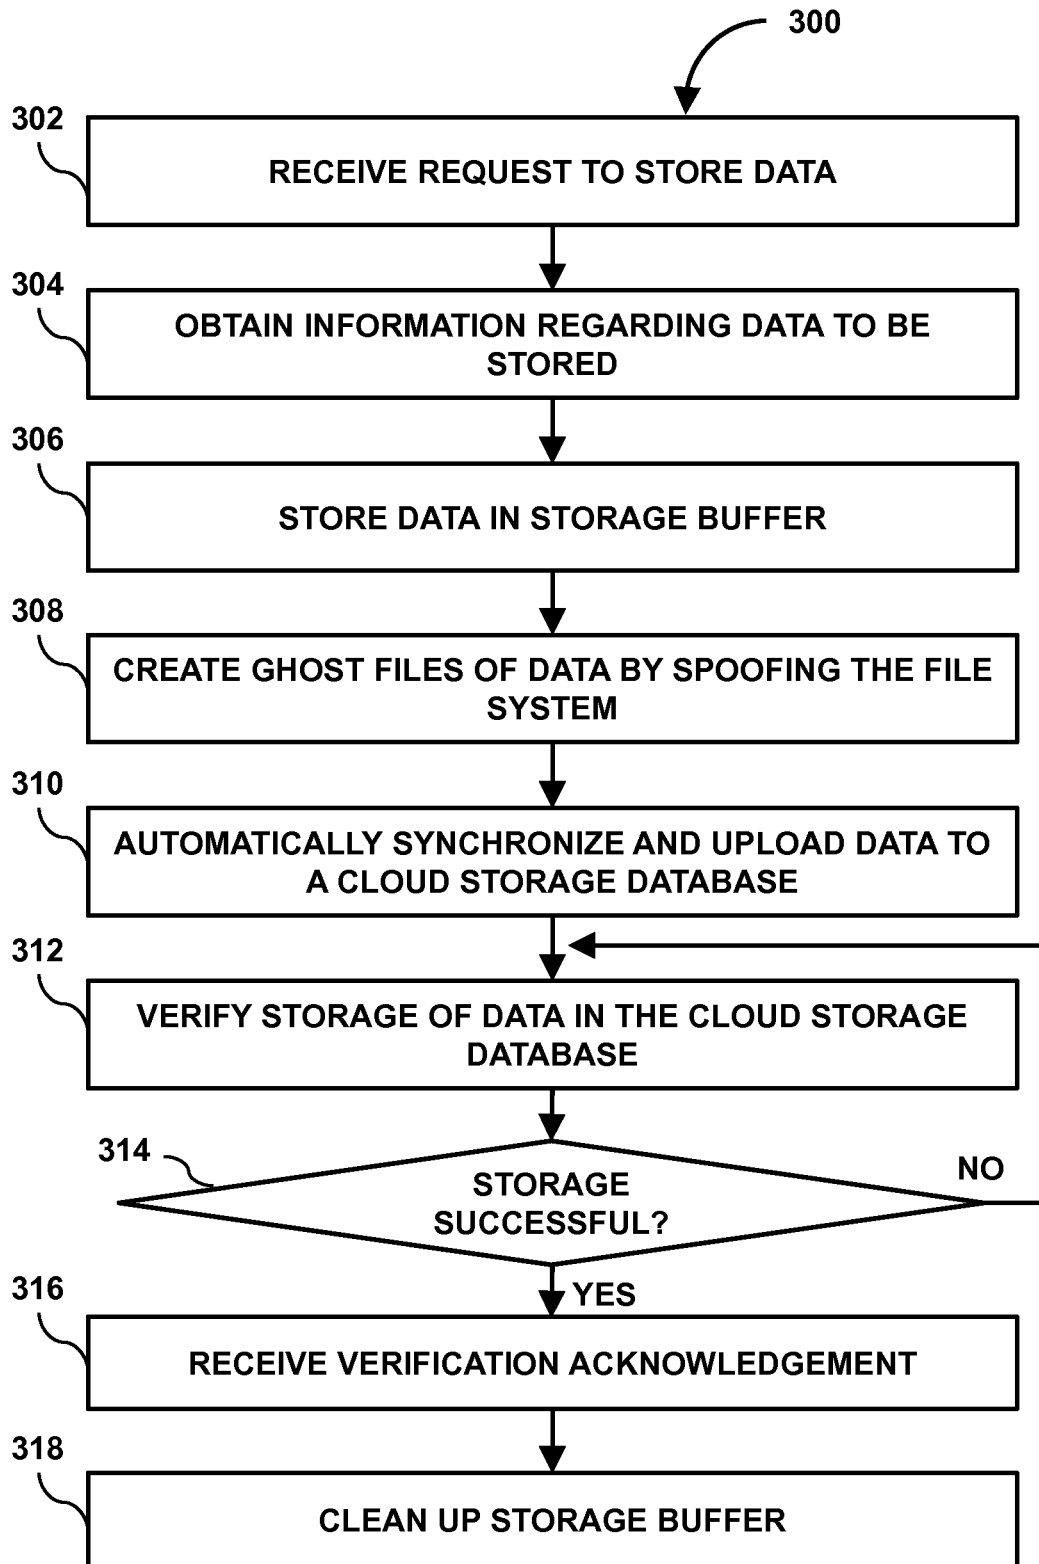 300
302
RECEIVE REQUEST TO STORE DATA
304
OBTAIN INFORMATION REGARDING DATA TO BE
STORED
306
STORE DATA IN STORAGE BUFFER
308
CREATE GHOST FILES OF DATA BY SPOOFING THE FILE
SYSTEM
310
AUTOMATICALLY SYNCHRONIZE AND UPLOAD DATA TO
A CLOUD STORAGE DATABASE
312
VERIFY STORAGE OF DATA IN THE CLOUD STORAGE
DATABASE
314
STORAGE
SUCCESSFUL?
NO
YES
316
RECEIVE VERIFICATION ACKNOWLEDGEMENT
318
CLEAN UP STORAGE BUFFER